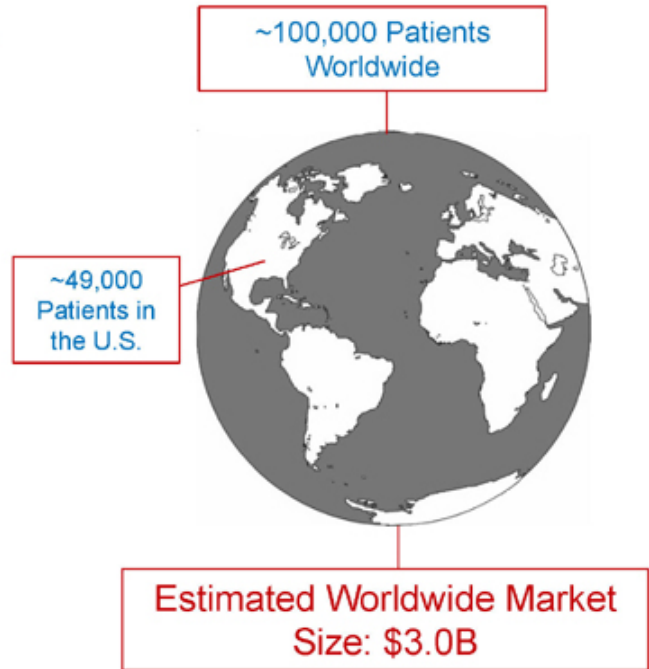 ~100,000 Patients
Worldwide
~49,000
Patients in
the U.S.
Estimated Worldwide Market
Size: $3.0B